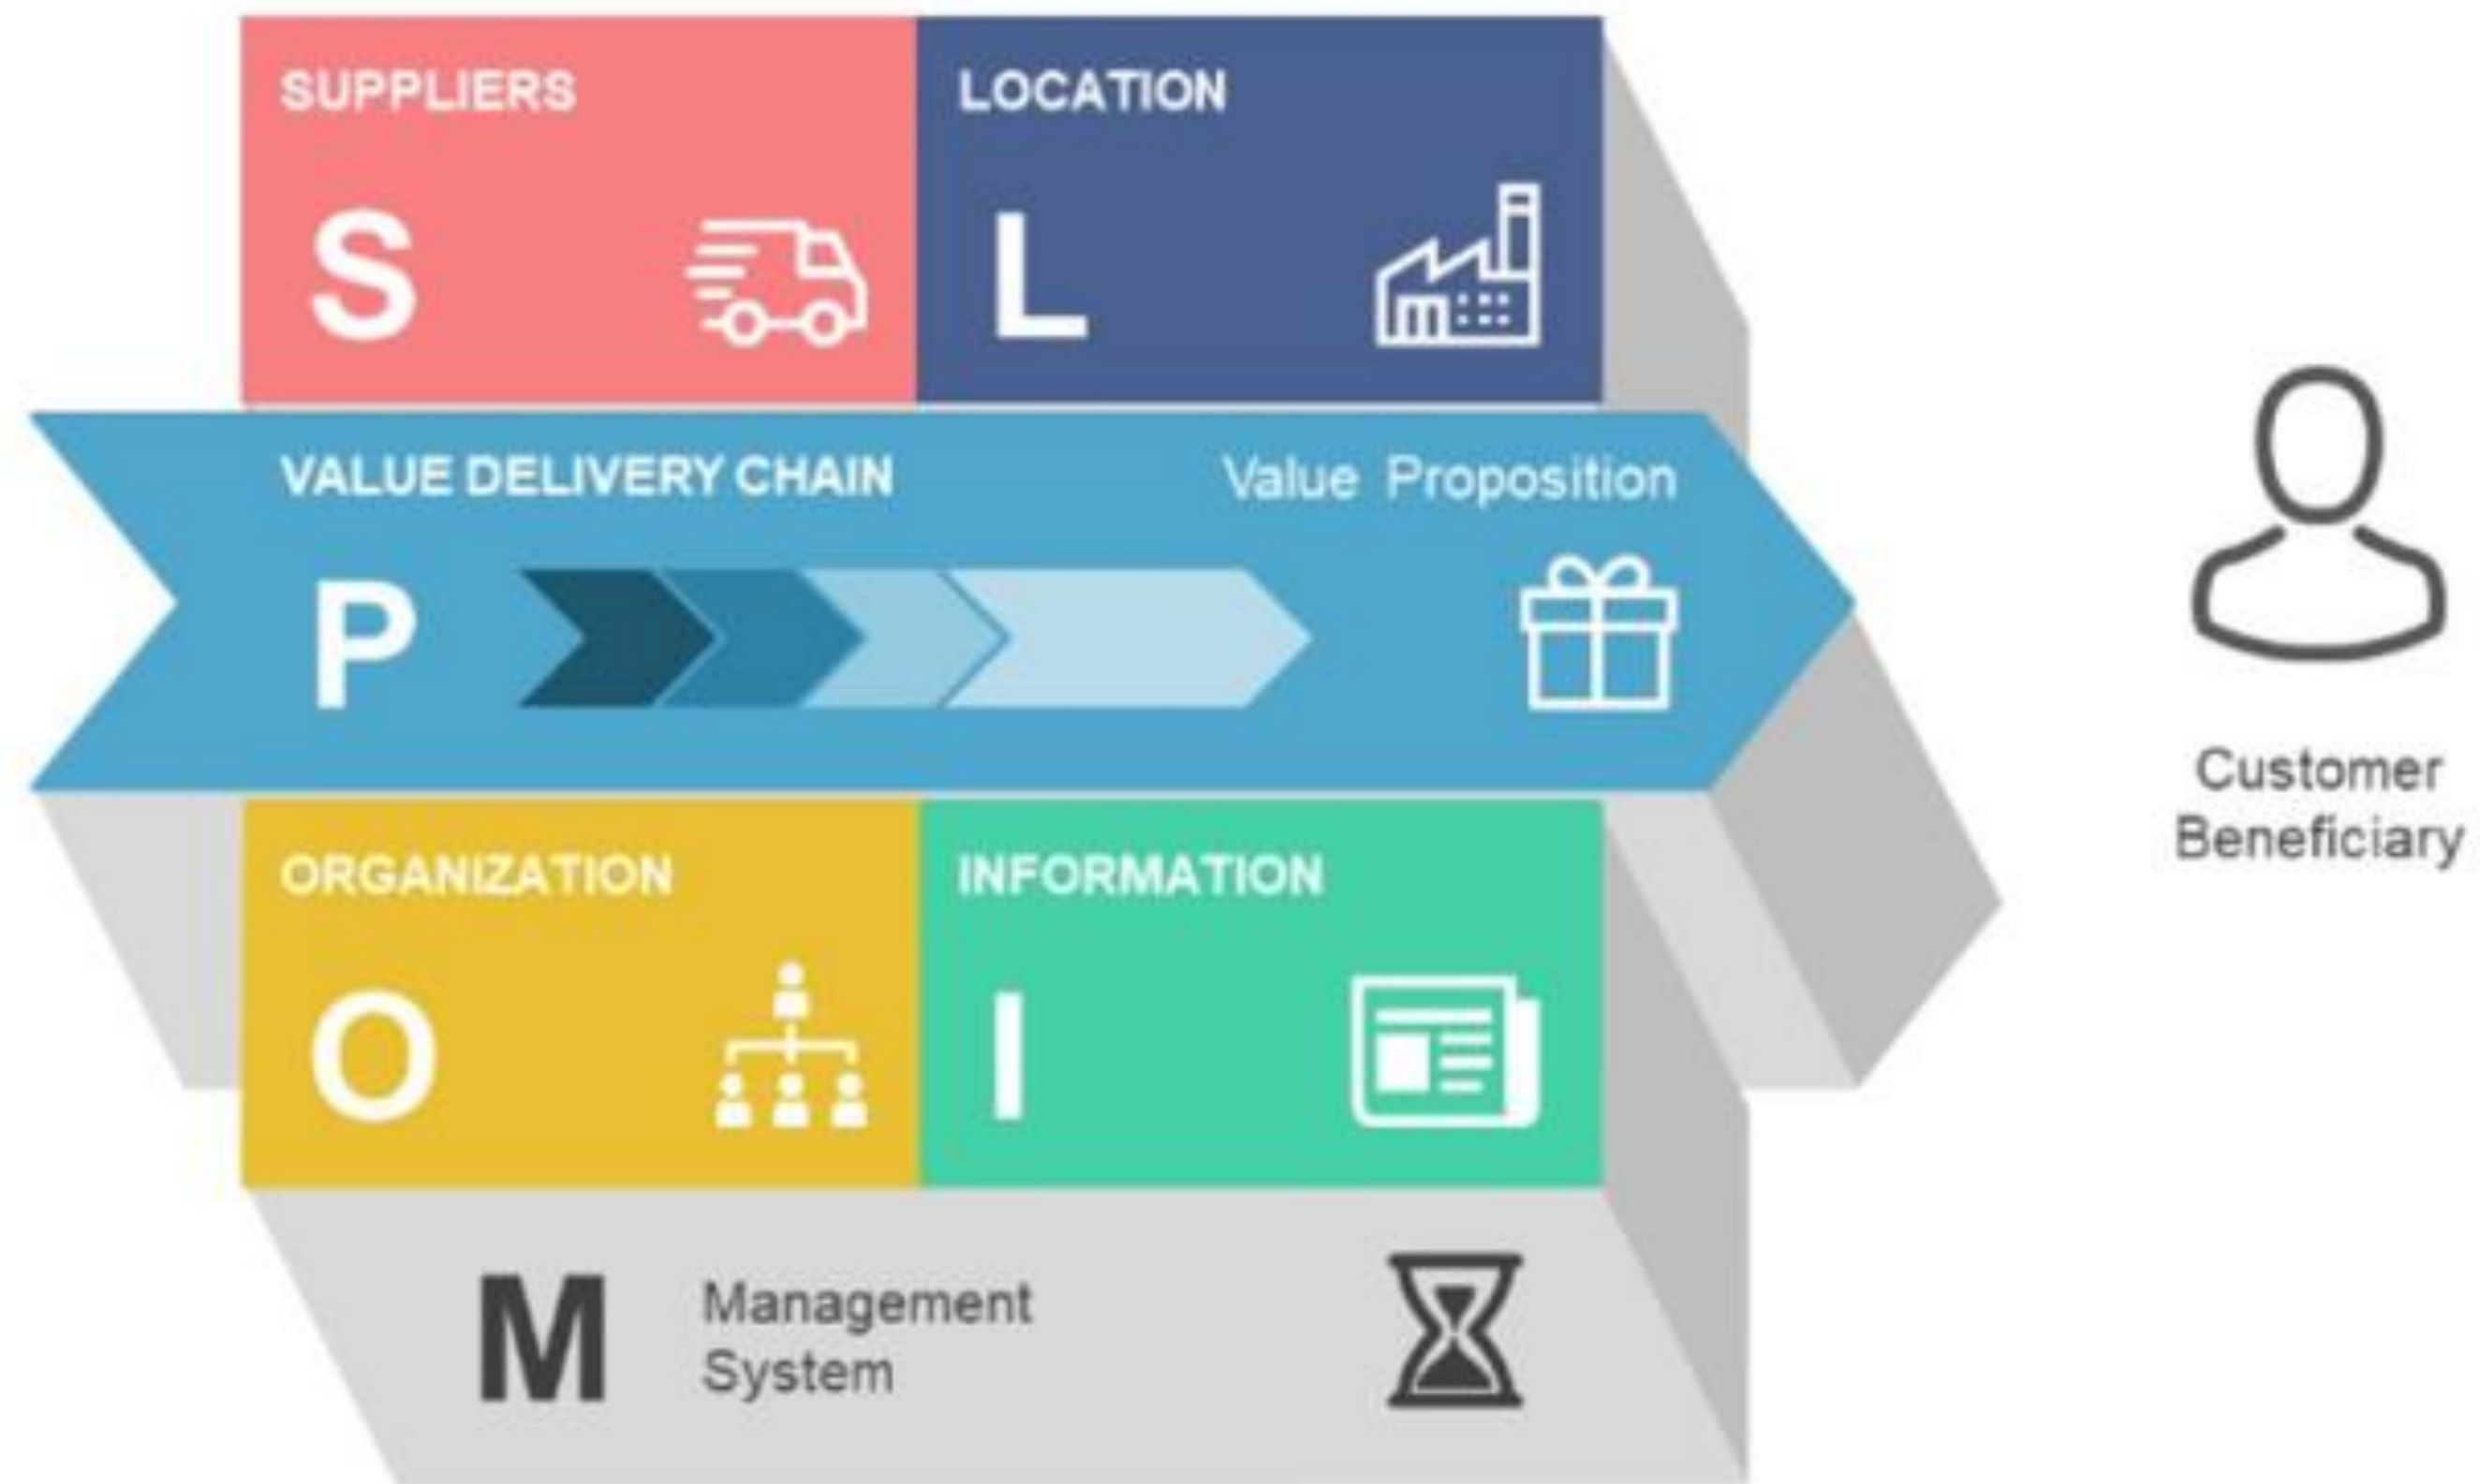 SUPPLIERS
S
LOCATION
L
VALUE DELIVERY CHAIN
Value Proposition
P
ORGANIZATION
O
INFORMATION
I
M
Management
System
Customer
Beneficiary